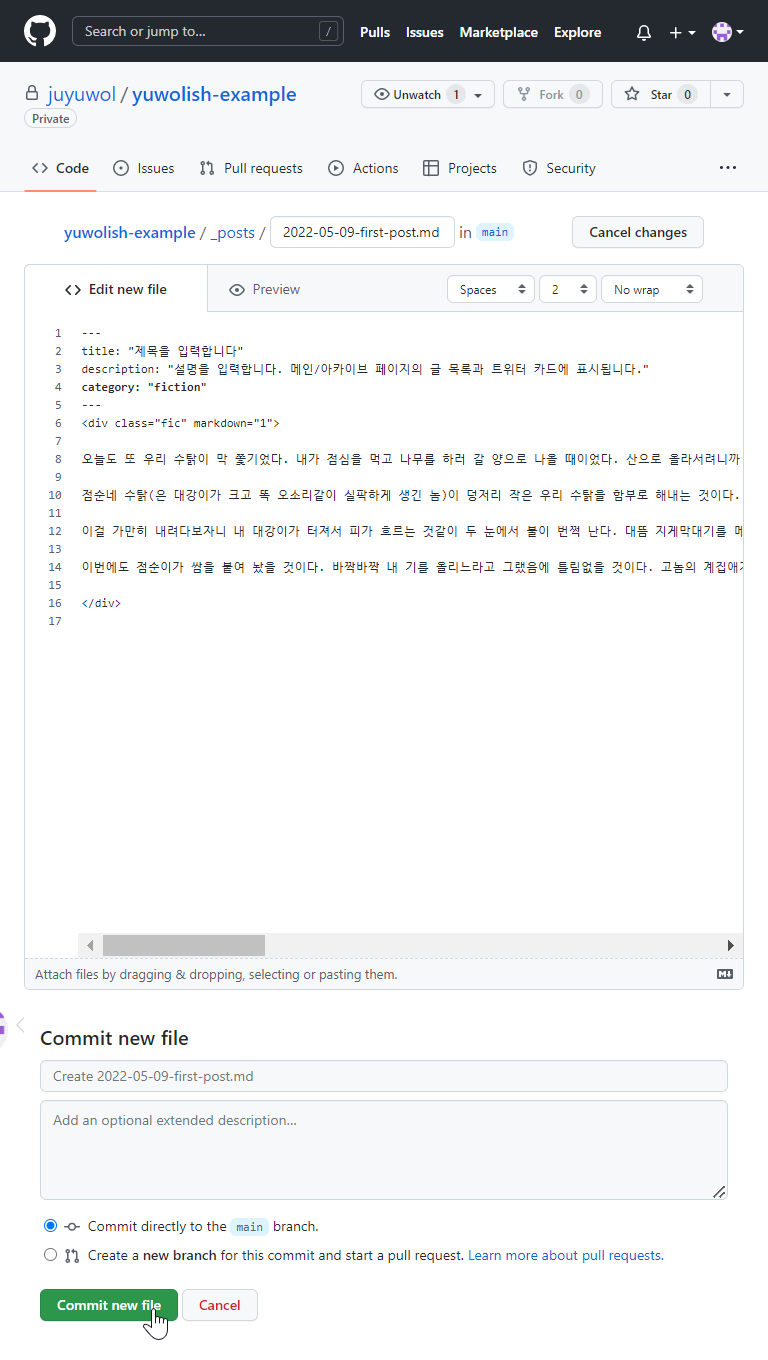 Search or jump to... /
Pulls Issues Marketplace Explore
juyuwol / yuwolish-example
Private
Unwatch 1 Fork 0 Star 0
Code Issues Pull requests Actions Projects Security
yuwolish-example / _posts / 2022-05-09-first-post.md in main Cancel changes
Edit new file Preview Spaces 2 No wrap
1 ---
2 title: "제목을 입력합니다"
3 description: "설명을 입력합니다. 메인/아카이브 페이지의 글 목록과 트위터 카드에 표시됩니다."
4 category: "fiction"
5 ---
6 <div class="fic" markdown="1">
7
8 오늘도 또 우리 수탉이 막 쫓기었다. 내가 점심을 먹고 나무를 하러 갈 양으로 나올 때이었다. 산으로 올라서려니까
9
10 점순네 수탉(은 대강이가 크고 똑 오소리같이 실팍하게 생긴 놈)이 덩저리 작은 우리 수탉을 함부로 해내는 것이다.
11
12 이걸 가만히 내려다보자니 내 대강이가 터져서 피가 흐르는 것같이 두 눈에서 불이 번쩍 난다. 대뜸 지게막대기를 메
13
14 이번에도 점순이가 쌈을 붙여 놨을 것이다. 바짝바짝 내 기를 올리느라고 그랬음에 틀림없을 것이다. 고놈의 계집애가
15
16 </div>
17
Attach files by dragging & dropping, selecting or pasting them.
Commit new file
Create 2022-05-09-first-post.md
Add an optional extended description...
Commit directly to the main branch.
Create a new branch for this commit and start a pull request. Learn more about pull requests.
Commit new file Cancel